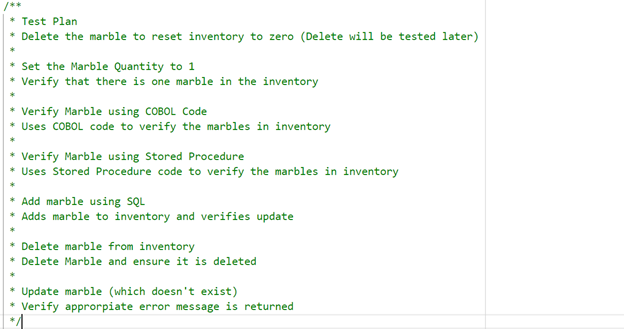 /**
* Test Plan
* Delete the marble to reset inventory to zero (Delete will be tested later)
*
* Set the Marble Quantity to 1
* Verify that there is one marble in the inventory
*
* Verify Marble using COBOL Code
* Uses COBOL code to verify the marbles in inventory
*
* Verify Marble using Stored Procedure
* Uses Stored Procedure code to verify the marbles in inventory
*
* Add marble using SQL
* Adds marble to inventory and verifies update
*
* Delete marble from inventory
* Delete Marble and ensure it is deleted
*
* Update marble (which doesn't exist)
* Verify approrpiate error message is returned
*/